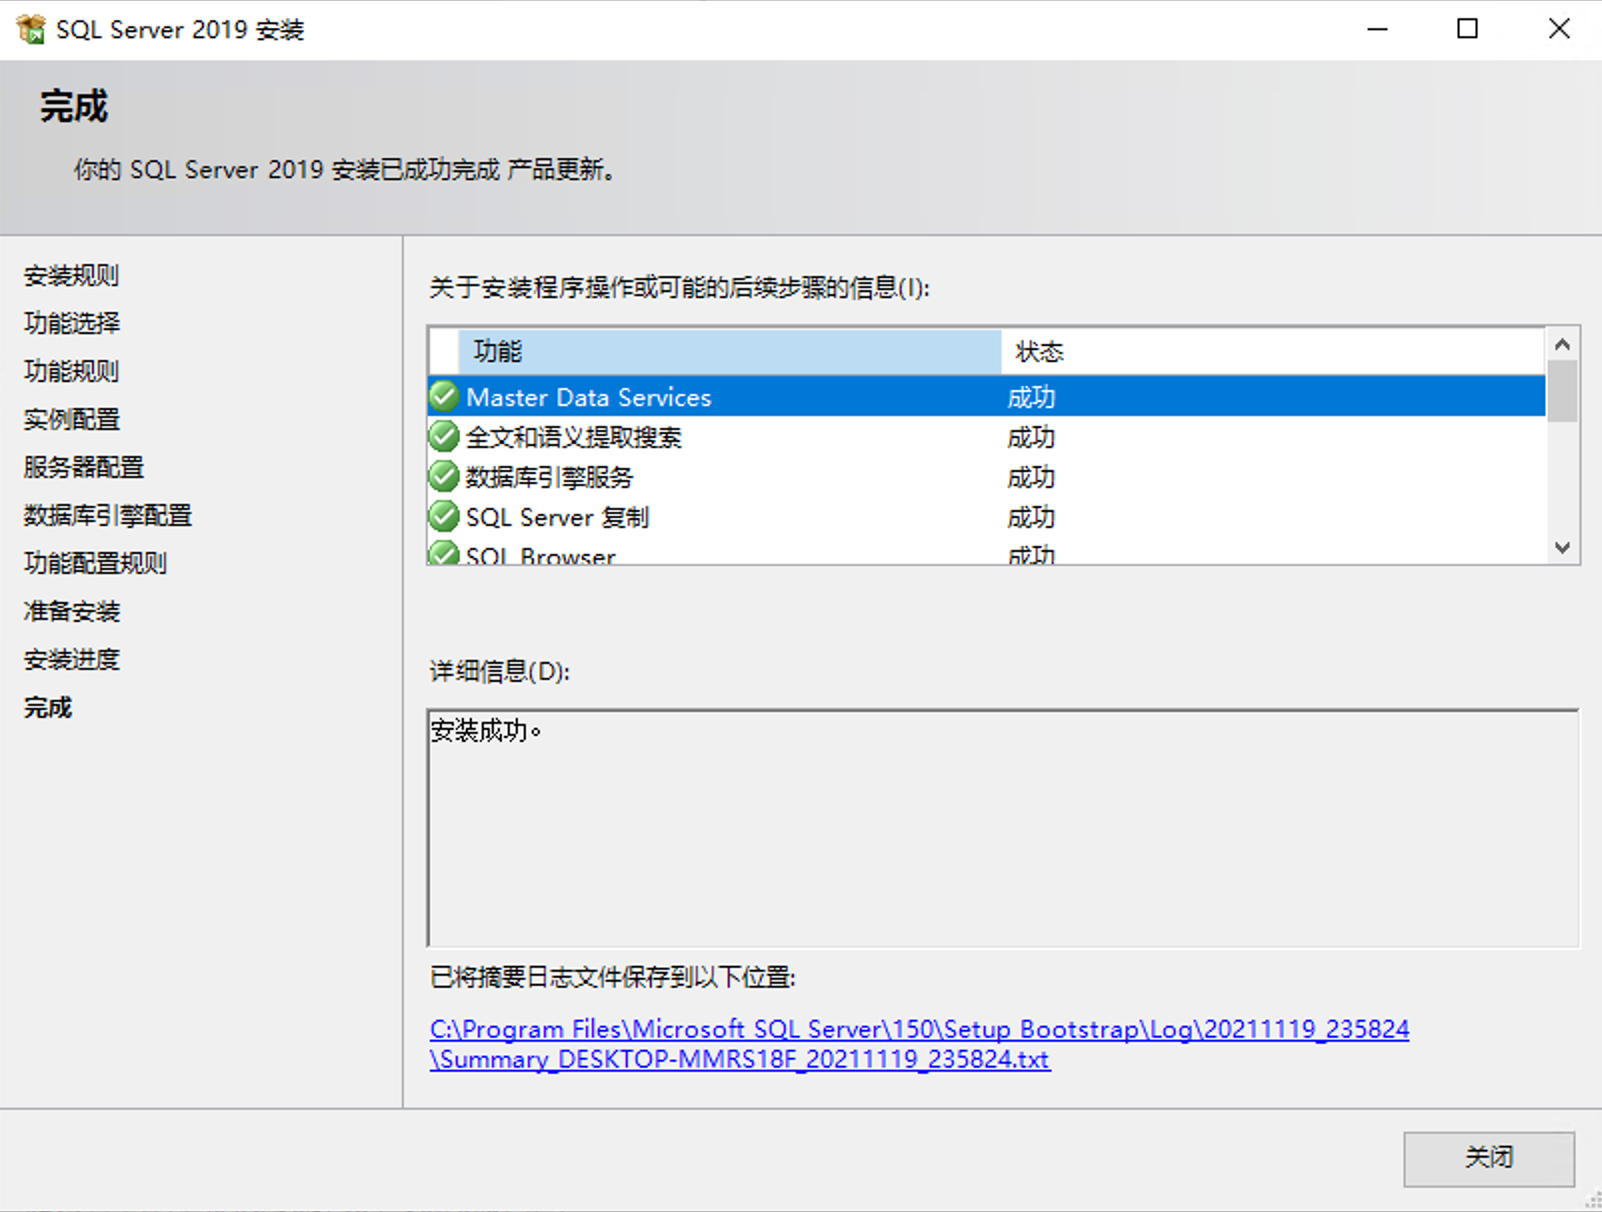 SQL Server 2019 安装
完成
你的 SQL Server 2019 安装已成功完成 产品更新。
安装规则
功能选择
功能规则
实例配置
服务器配置
数据库引擎配置
功能配置规则
准备安装
安装进度
完成
关于安装程序操作或可能的后续步骤的信息(I):
功能 状态
Master Data Services 成功
全文和语义提取搜索 成功
数据库引擎服务 成功
SQL Server 复制 成功
SQL Browser 成功
详细信息(D):
安装成功。
已将摘要日志文件保存到以下位置:
C:\Program Files\Microsoft SQL Server\150\Setup Bootstrap\Log\20211119_235824
\Summary_DESKTOP-MMRS18F_20211119_235824.txt
关闭